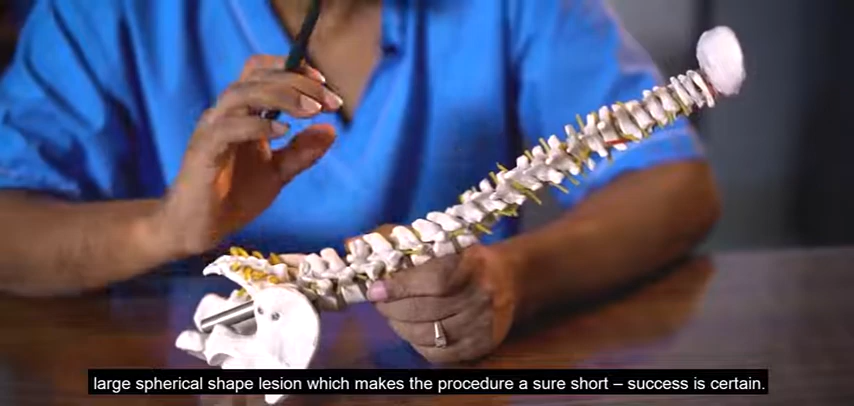 large spherical shape lesion which makes the procedure a sure short – success is certain.